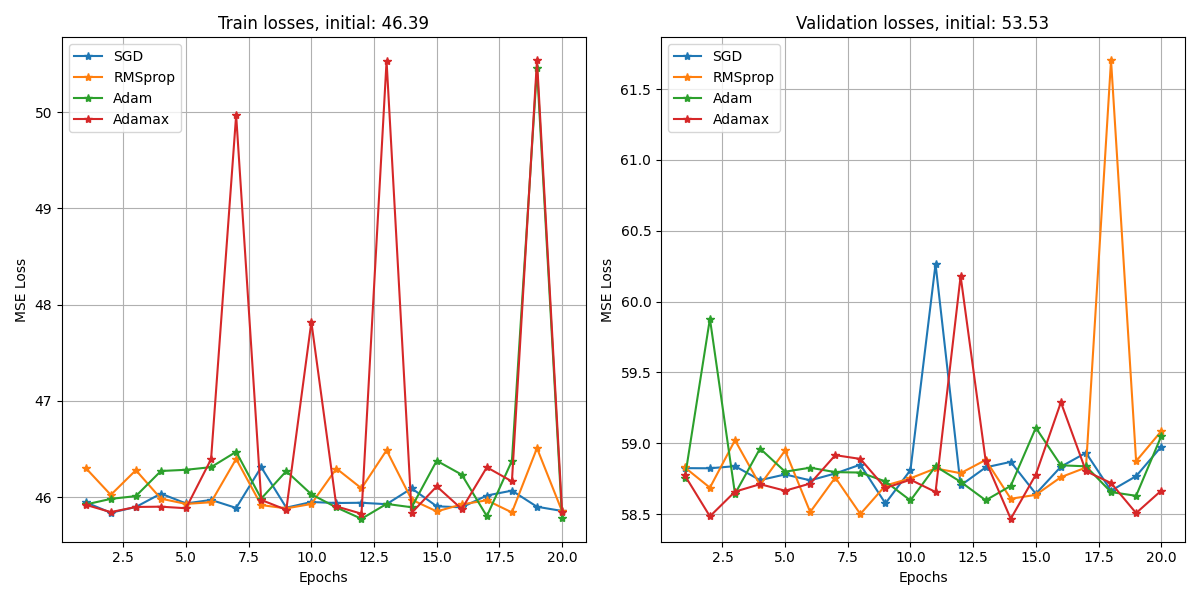 Train losses, initial: 46.39
SGD
RMSprop
Adam
Adamax
50
49
48
47
46
MSE Loss
2.5 5.0 7.5 10.0 12.5 15.0 17.5 20.0
Epochs
Validation losses, initial: 53.53
SGD
RMSprop
Adam
Adamax
61.5
61.0
60.5
60.0
59.5
59.0
58.5
MSE Loss
2.5 5.0 7.5 10.0 12.5 15.0 17.5 20.0
Epochs